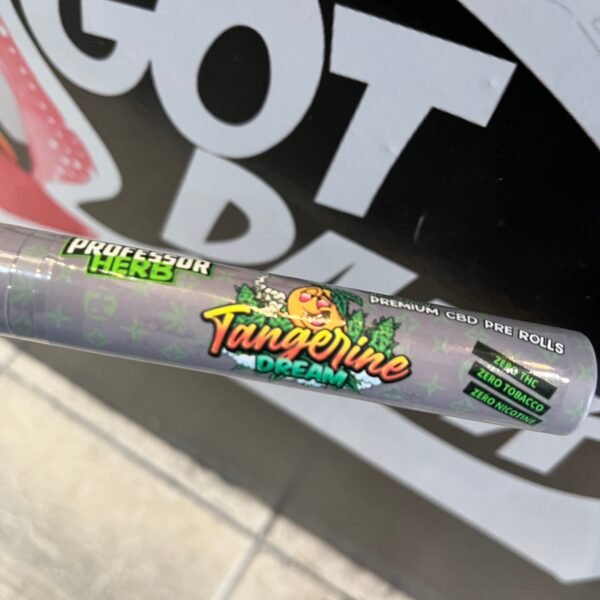 GOT
PROFESSOR
HERB
Tangerine
DREAM
PREMIUM CBD PRE ROLLS
ZERO THC
ZERO TOBACCO
ZERO NICOTINE